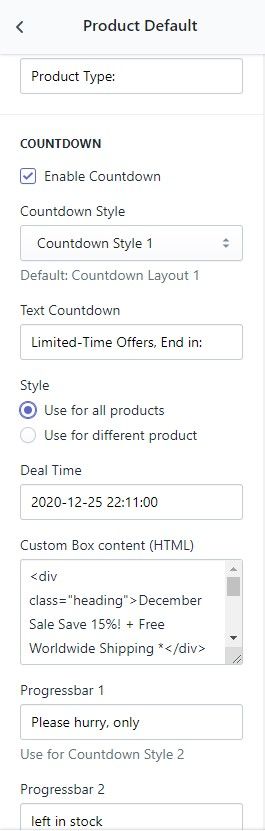 Product Default
Product Type:
COUNTDOWN
Enable Countdown
Countdown Style
Countdown Style 1
Default: Countdown Layout 1
Text Countdown
Limited-Time Offers, End in:
Style
Use for all products
Use for different product
Deal Time
2020-12-25 22:11:00
Custom Box content (HTML)
<div
class="heading">December
Sale Save 15%! + Free
Worldwide Shipping *</div>
Progressbar 1
Please hurry, only
Use for Countdown Style 2
Progressbar 2
left in stock